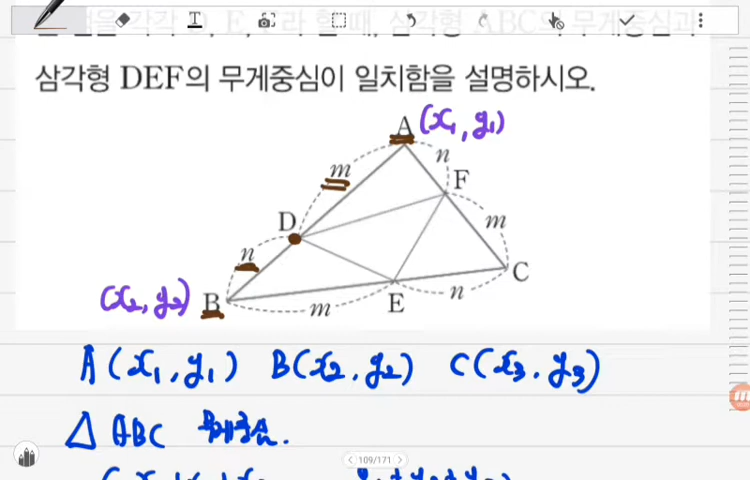 삼각형 DEF의 무게중심이 일치함을 설명하시오.
A (x₁, y₁)
m
n
F
D
m
n
C
(x₂, y₂) B
m
E
n
A(x₁, y₁) B(x₂, y₂) C(x₃, y₃)
△ ABC 무게중심.
109/171